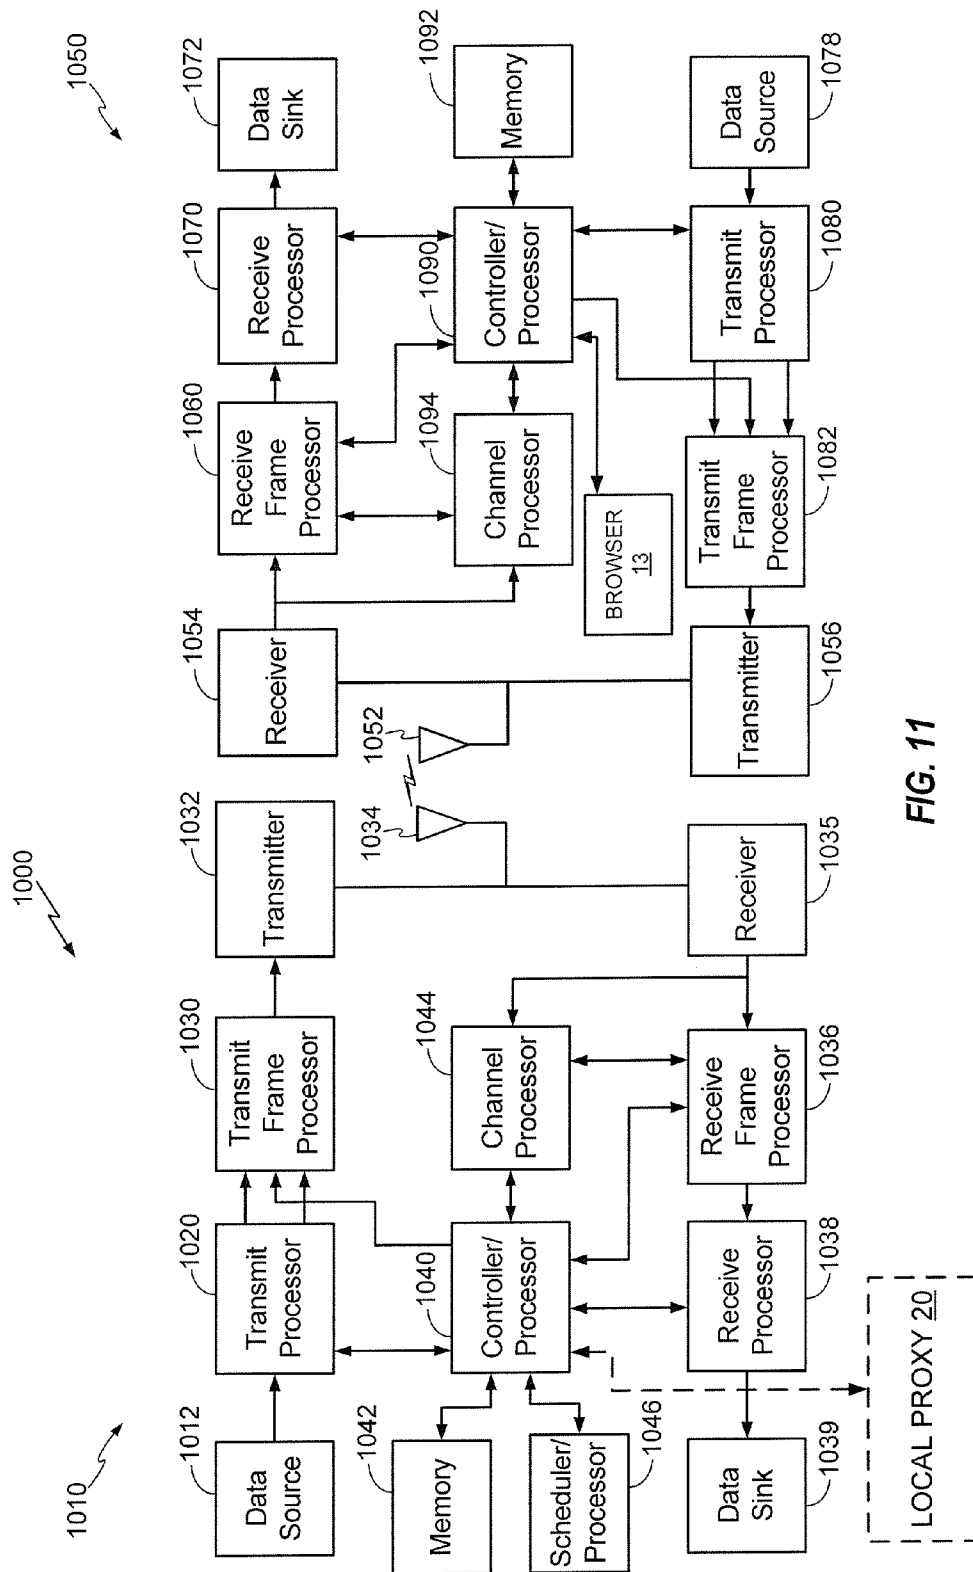 1000
1010
1050
1012
Data
Source
1020
Transmit
Processor
1030
Transmit
Frame
Processor
1032
Transmitter
1054
Receiver
1060
Receive
Frame
Processor
1070
Receive
Processor
1072
Data
Sink
1042
Memory
1040
Controller/
Processor
1044
Channel
Processor
1034
1052
1094
Channel
Processor
1090
Controller/
Processor
1092
Memory
Scheduler/
Processor
1046
BROWSER
13
Data
Sink
1039
Receive
Processor
1038
Receive
Frame
Processor
1036
Receiver
1035
Transmitter
1056
Transmit
Frame
Processor
1082
Transmit
Processor
1080
Data
Source
1078
LOCAL PROXY 20
FIG. 11